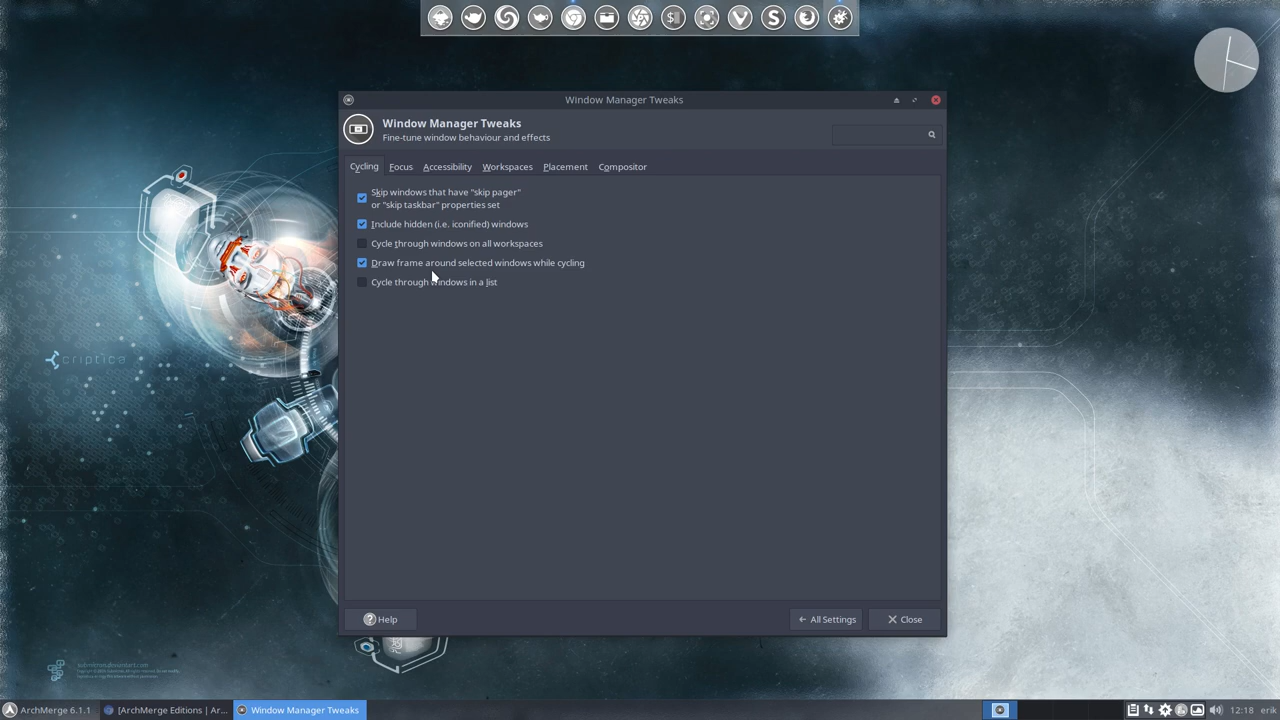 Window Manager Tweaks
Window Manager Tweaks
Fine-tune window behaviour and effects
Cycling Focus Accessibility Workspaces Placement Compositor
Skip windows that have "skip pager"
or "skip taskbar" properties set
Include hidden (i.e. iconified) windows
Cycle through windows on all workspaces
Draw frame around selected windows while cycling
Cycle through windows in a list
criptica
Help
All Settings
Close
ArchMerge 6.1.1
[ArchMerge Editions | Ar...
Window Manager Tweaks
12:18
erik